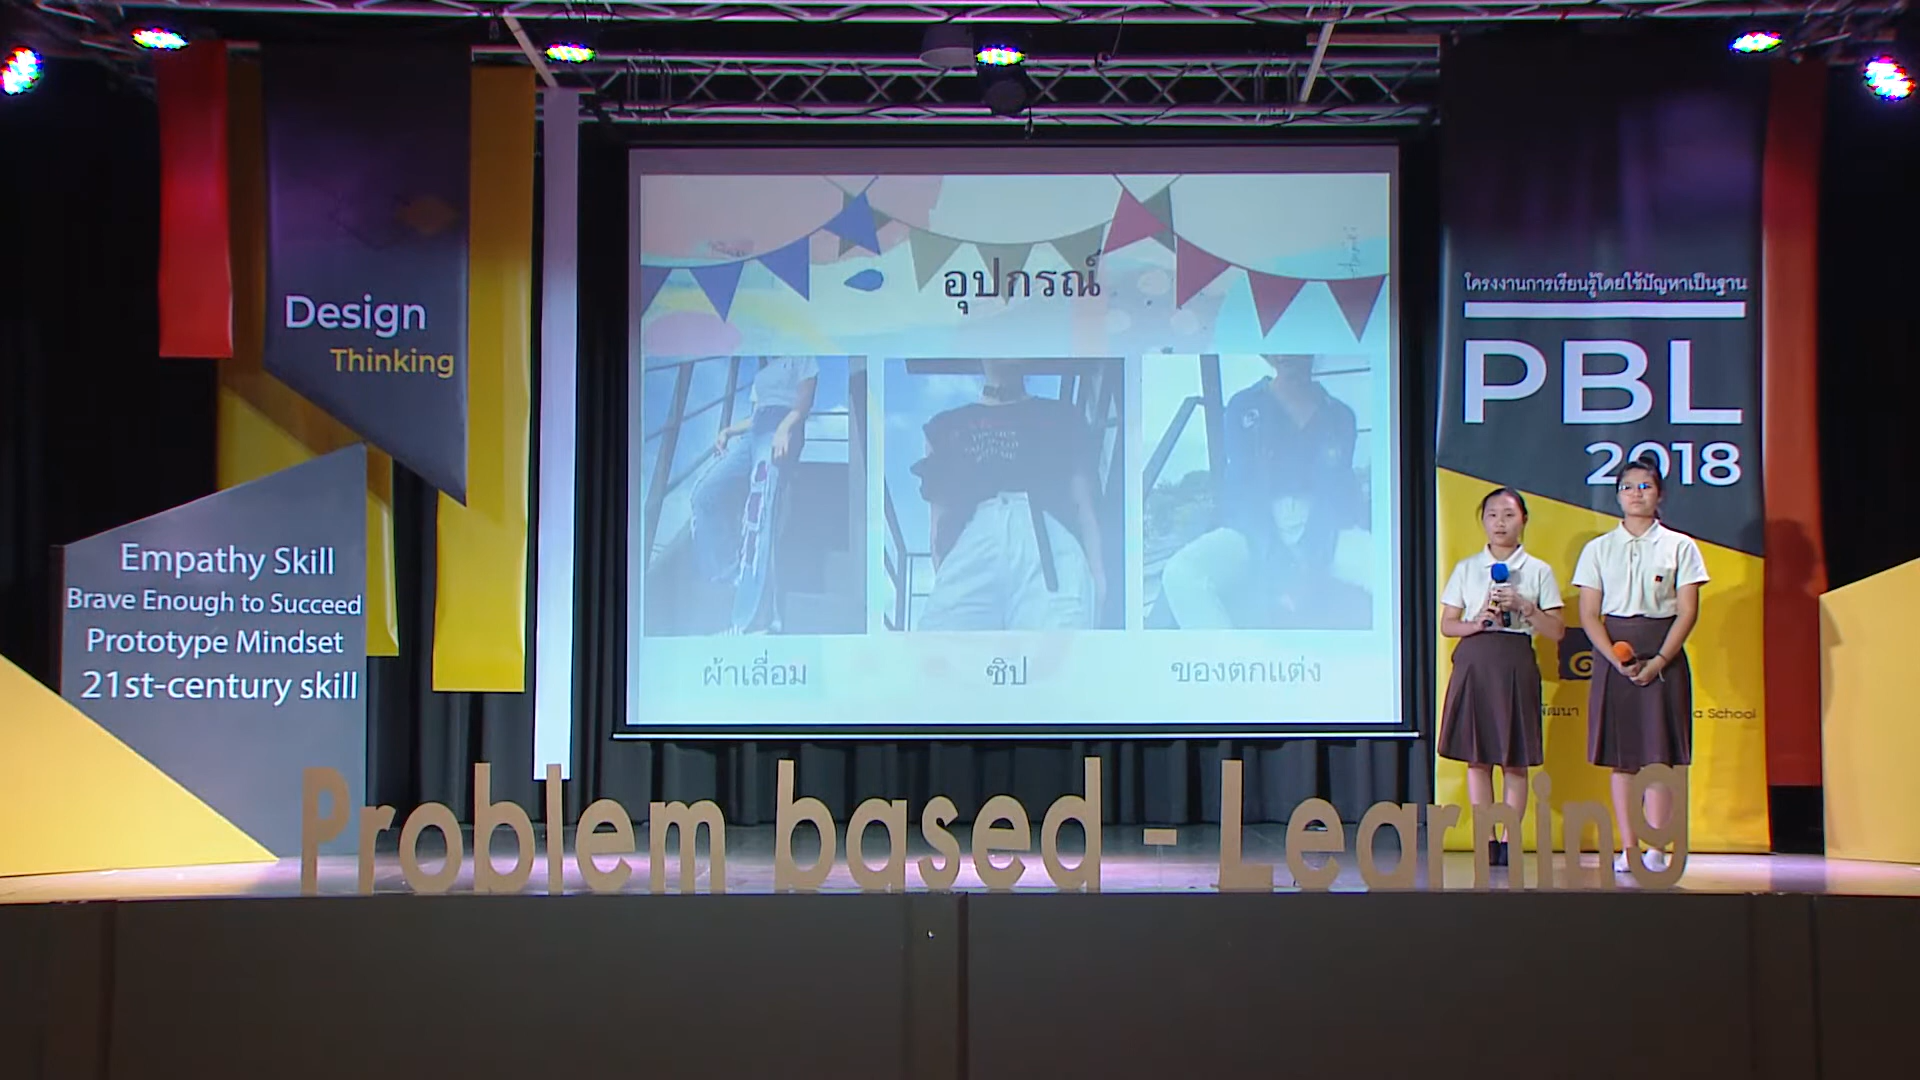 Design
Thinking
Empathy Skill
Brave Enough to Succeed
Prototype Mindset
21st-century skill
อุปกรณ์
ผ้าเลื่อม
ซิป
ของตกแต่ง
โครงงานการเรียนรู้โดยใช้ปัญหาเป็นฐาน
PBL
2018
a School
Problem based - Learning